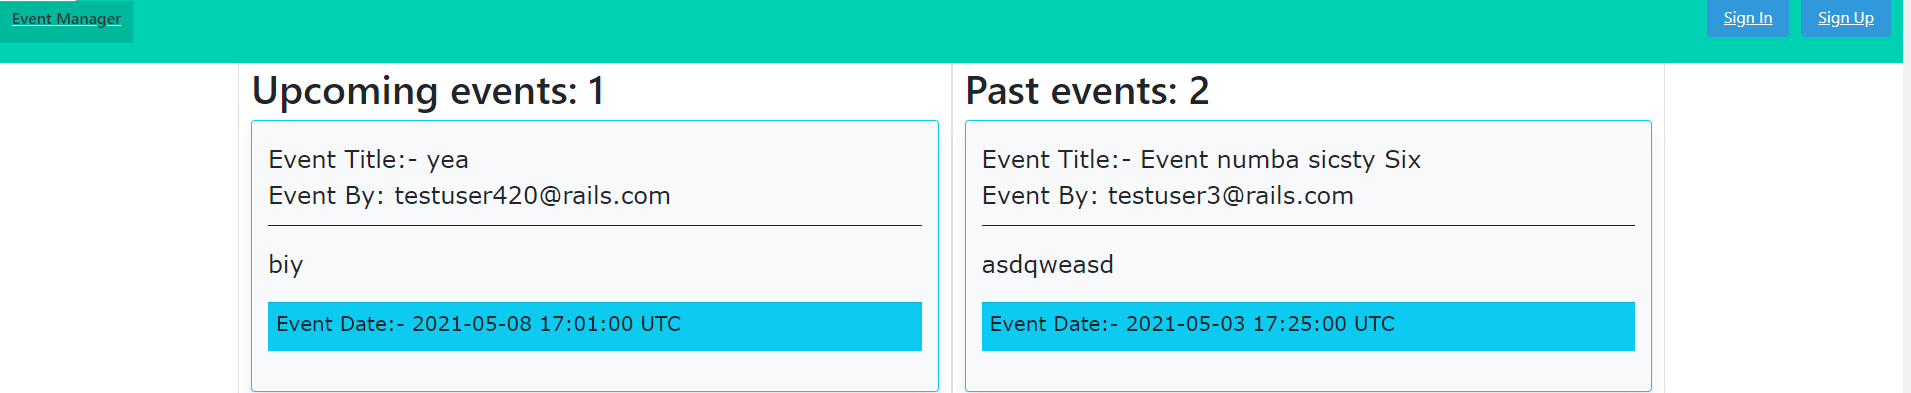 Event Manager
Sign In
Sign Up
Upcoming events: 1
Event Title:- yea
Event By: testuser420@rails.com
biy
Event Date:- 2021-05-08 17:01:00 UTC
Past events: 2
Event Title:- Event numba sicsty Six
Event By: testuser3@rails.com
asdqweasd
Event Date:- 2021-05-03 17:25:00 UTC